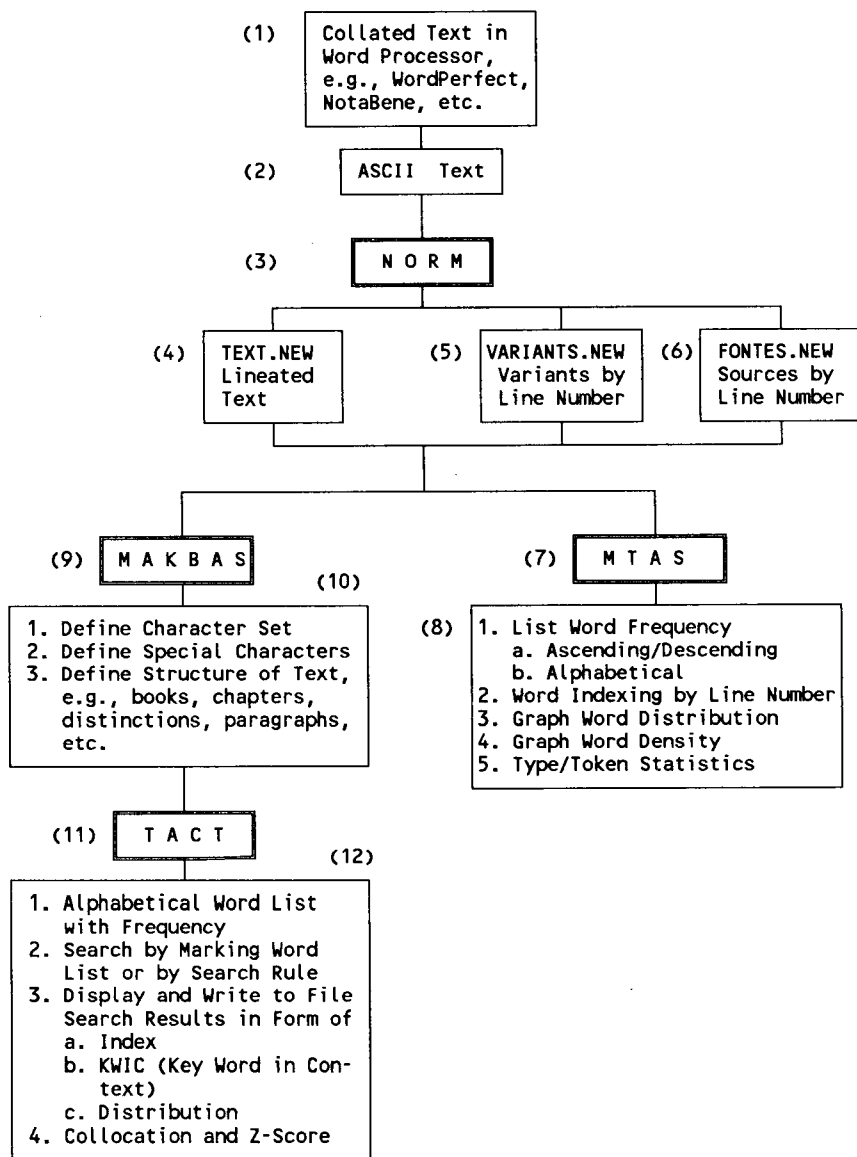 (1)
Collated Text in
Word Processor,
e.g., WordPerfect,
NotaBene, etc.
(2)
ASCII Text
(3)
N O R M
(4)
TEXT.NEW
Lineated
Text
(5)
VARIANTS.NEW
Variants by
Line Number
(6)
FONTES.NEW
Sources by
Line Number
(9)
M A K B A S
(10)
1. Define Character Set
2. Define Special Characters
3. Define Structure of Text,
e.g., books, chapters,
distinctions, paragraphs,
etc.
(7)
M T A S
(8)
1. List Word Frequency
a. Ascending/Descending
b. Alphabetical
2. Word Indexing by Line Number
3. Graph Word Distribution
4. Graph Word Density
5. Type/Token Statistics
(11)
T A C T
(12)
1. Alphabetical Word List
with Frequency
2. Search by Marking Word
List or by Search Rule
3. Display and Write to File
Search Results in Form of
a. Index
b. KWIC (Key Word in Con-
text)
c. Distribution
4. Collocation and Z-Score